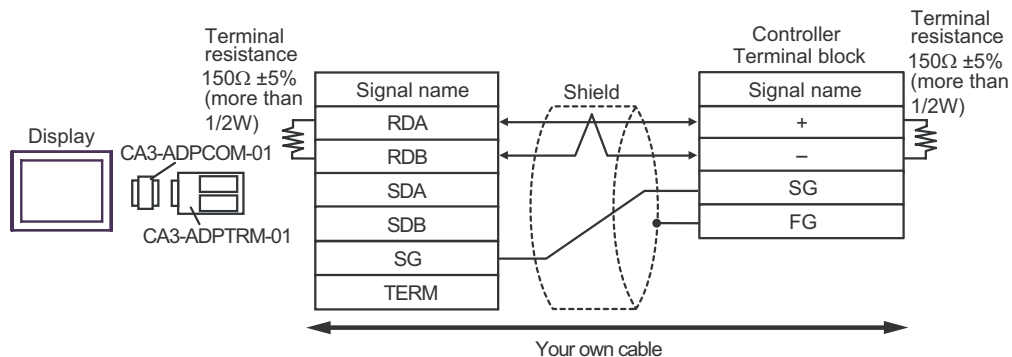 Display
CA3-ADPCOM-01
CA3-ADPTRM-01
Terminal
resistance
150Ω ±5%
(more than
1/2W)
Signal name
RDA
RDB
SDA
SDB
SG
TERM
Shield
Controller
Terminal block
Signal name
+
–
SG
FG
Terminal
resistance
150Ω ±5%
(more than
1/2W)
Your own cable